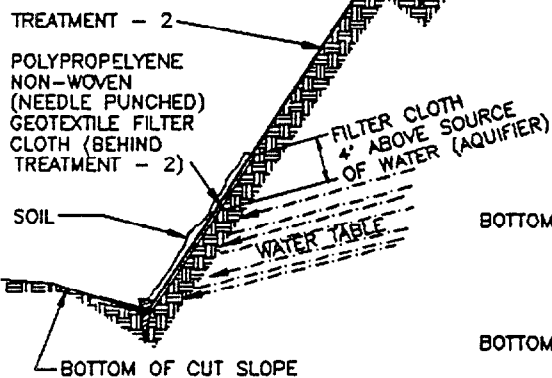 TREATMENT - 2
POLYPROPELYENE
NON-WOVEN
(NEEDLE PUNCHED)
GEOTEXTILE FILTER
CLOTH (BEHIND
TREATMENT - 2)
FILTER CLOTH
4' ABOVE SOURCE
OF WATER (AQUIFIER)
SOIL
WATER TABLE
BOTTOM
BOTTOM
BOTTOM OF CUT SLOPE